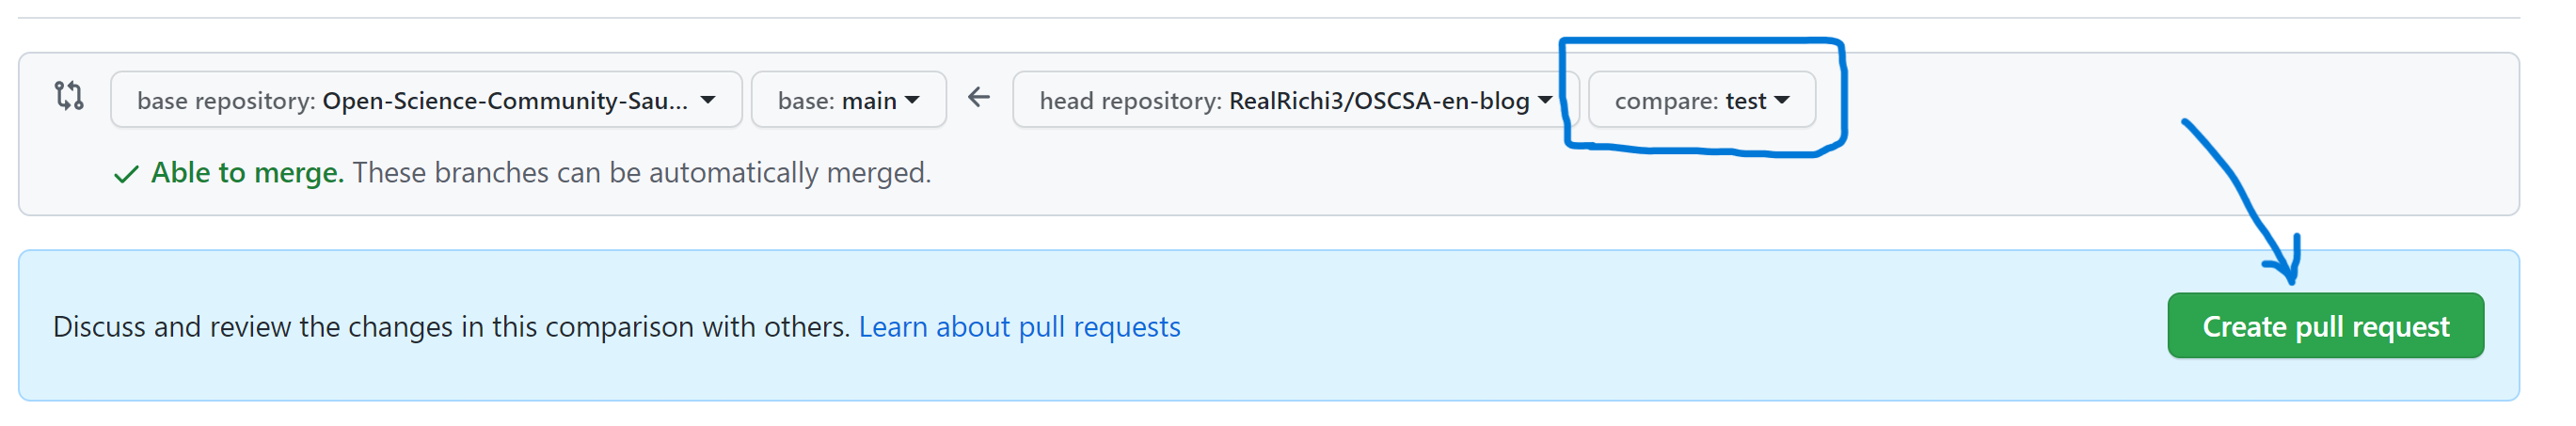 base repository: Open-Science-Community-Sau... base: main head repository: RealRichi3/OSCSA-en-blog compare: test
Able to merge. These branches can be automatically merged.
Discuss and review the changes in this comparison with others. Learn about pull requests
Create pull request